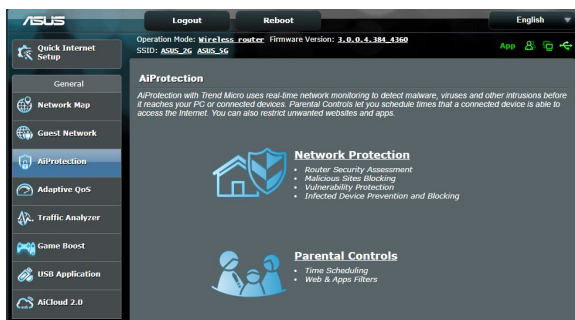 ASUS
Logout
Reboot
English
Quick Internet
Setup
Operation Mode: Wireless router Firmware Version: 3.0.0.4.384_4360
SSID: ASUS_2G ASUS_5G
App
General
Network Map
Guest Network
AiProtection
Adaptive QoS
Traffic Analyzer
Game Boost
USB Application
AiCloud 2.0
AiProtection
AiProtection with Trend Micro uses real-time network monitoring to detect malware, viruses and other intrusions before
it reaches your PC or connected devices. Parental Controls let you schedule times that a connected device is able to
access the Internet. You can also restrict unwanted websites and apps.
Network Protection
• Router Security Assessment
• Malicious Sites Blocking
• Vulnerability Protection
• Infected Device Prevention and Blocking
Parental Controls
• Time Scheduling
• Web & Apps Filters